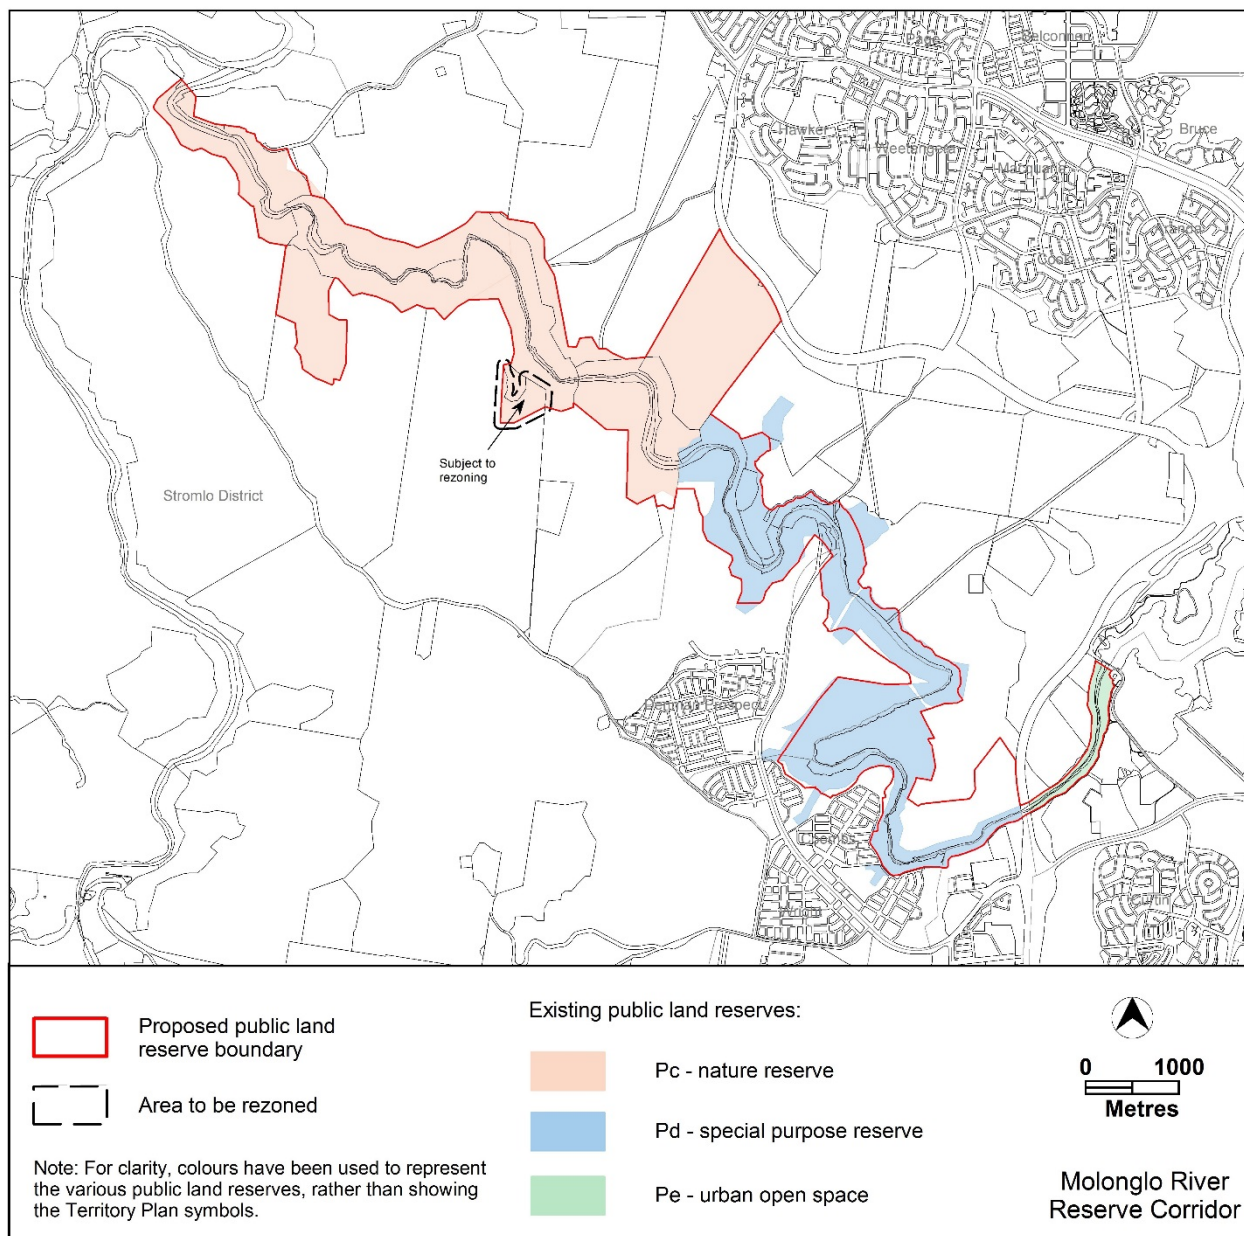 Page
Belconnen
Hawker
Weetangera
Bruce
Macquarie
Aranda
Cook
Subject to
rezoning
Stromlo District
Denman Prospect
Coombs
Wright
Curtin
Proposed public land
reserve boundary
Area to be rezoned
Note: For clarity, colours have been used to represent
the various public land reserves, rather than showing
the Territory Plan symbols.
Existing public land reserves:
Pc - nature reserve
Pd - special purpose reserve
Pe - urban open space
0 1000
Metres
Molonglo River
Reserve Corridor